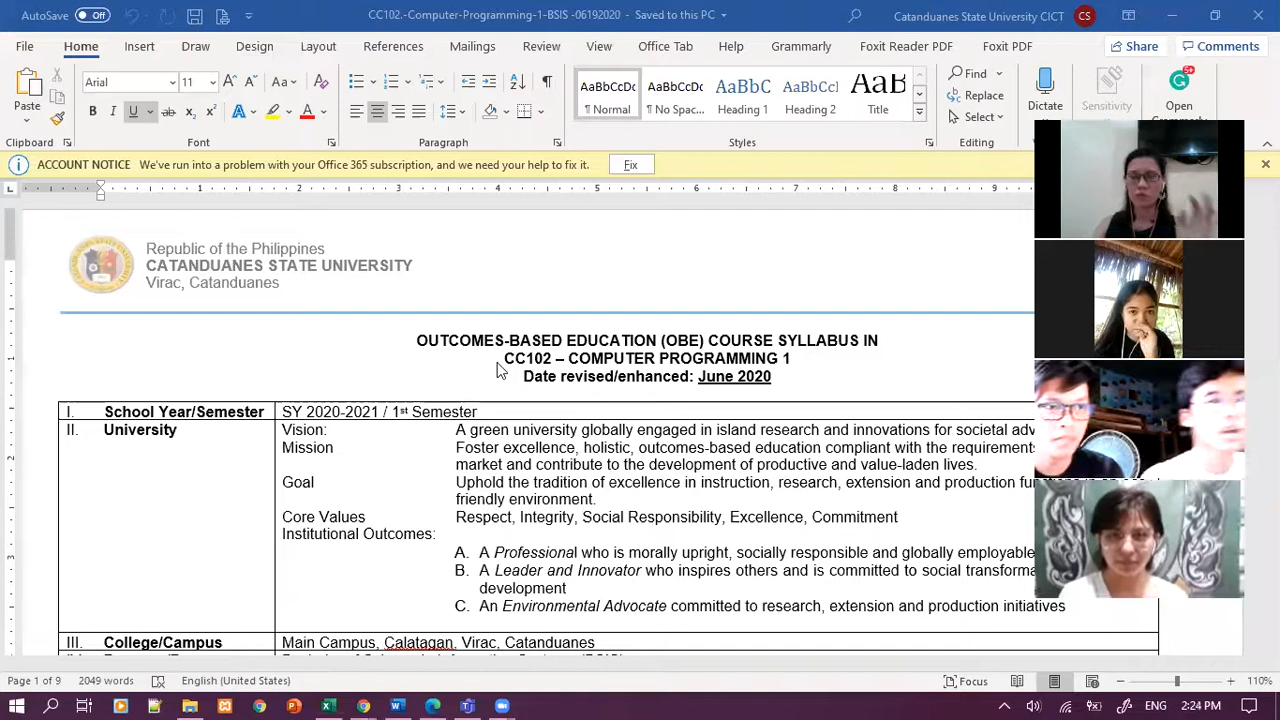 AutoSave Off CC102.-Computer-Programming-1-BSIS -06192020 - Saved to this PC Catanduanes State University CICT CS
File Home Insert Draw Design Layout References Mailings Review View Office Tab Help Grammarly Foxit Reader PDF Foxit PDF Share Comments
Paste Arial 11 AaBbCcDc AaBbCcDc AaBbC AaBbCc AaB Find Replace Select Dictate Sensitivity Open
Normal No Spac... Heading 1 Heading 2 Title
Clipboard Font Paragraph Styles Editing
ACCOUNT NOTICE We've run into a problem with your Office 365 subscription, and we need your help to fix it. Fix
1 2 3 4 5 6 7 8 9
Republic of the Philippines
CATANDUANES STATE UNIVERSITY
Virac, Catanduanes
OUTCOMES-BASED EDUCATION (OBE) COURSE SYLLABUS IN
CC102 – COMPUTER PROGRAMMING 1
Date revised/enhanced: June 2020
I. School Year/Semester SY 2020-2021 / 1st Semester
II. University Vision: A green university globally engaged in island research and innovations for societal
Mission Foster excellence, holistic, outcomes-based education compliant with the requirements
market and contribute to the development of productive and value-laden lives.
Goal Uphold the tradition of excellence in instruction, research, extension and production
friendly environment.
Core Values Respect, Integrity, Social Responsibility, Excellence, Commitment
Institutional Outcomes:
A. A Professional who is morally upright, socially responsible and globally employable
B. A Leader and Innovator who inspires others and is committed to social
development
C. An Environmental Advocate committed to research, extension and production initiatives
III. College/Campus Main Campus, Calatagan, Virac, Catanduanes
Page 1 of 9 2049 words English (United States) Focus 110%
2:24 PM